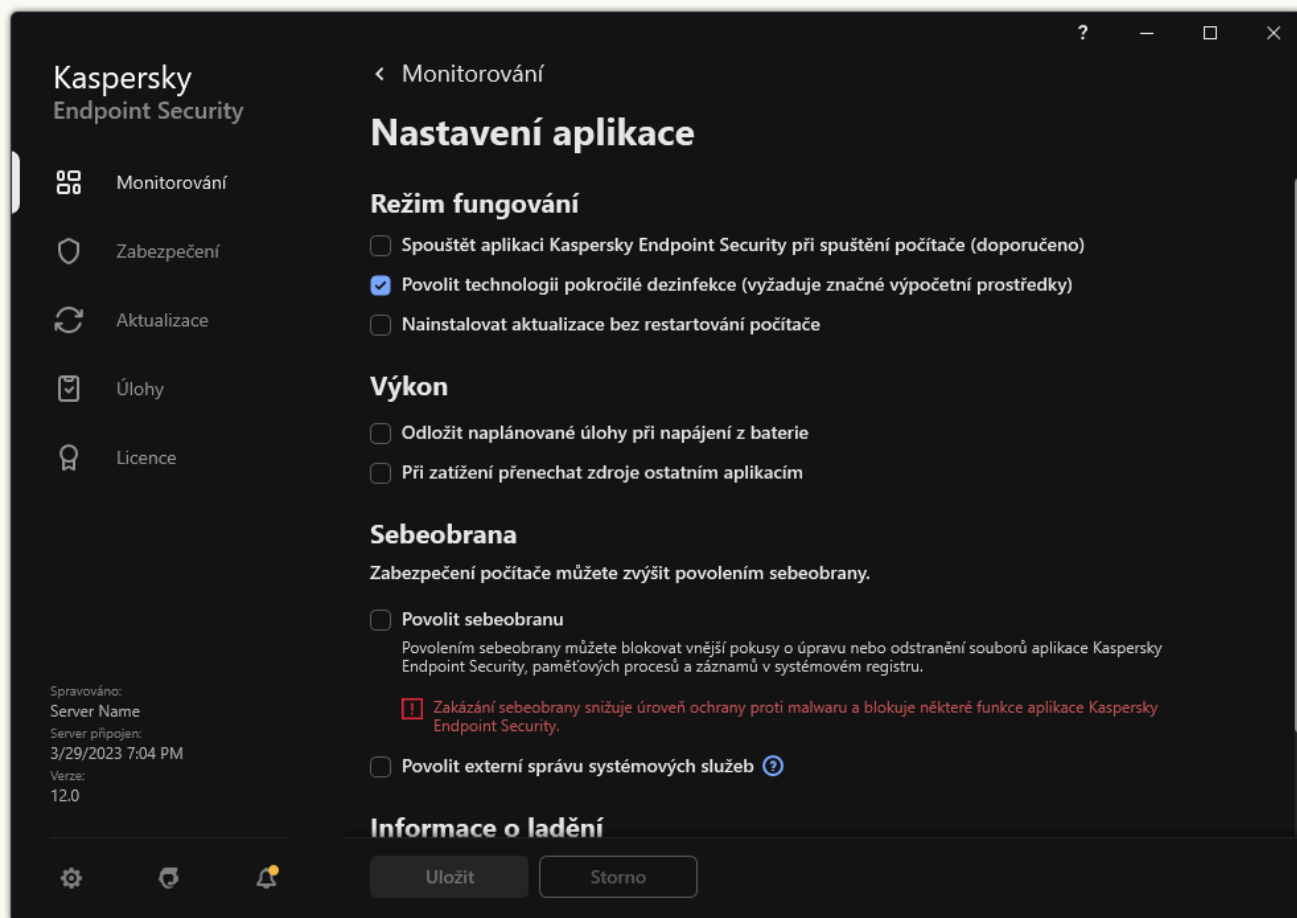 ?
Kaspersky
Endpoint Security
Monitorování
Zabezpečení
Aktualizace
Úlohy
Licence
Spravováno:
Server Name
Server připojen:
3/29/2023 7:04 PM
Verze:
12.0
Monitorování
Nastavení aplikace
Režim fungování
Spouštět aplikaci Kaspersky Endpoint Security při spuštění počítače (doporučeno)
Povolit technologii pokročilé dezinfekce (vyžaduje značné výpočetní prostředky)
Nainstalovat aktualizace bez restartování počítače
Výkon
Odložit naplánované úlohy při napájení z baterie
Při zatížení přenechat zdroje ostatním aplikacím
Sebeobrana
Zabezpečení počítače můžete zvýšit povolením sebeobrany.
Povolit sebeobranu
Povolením sebeobrany můžete blokovat vnější pokusy o úpravu nebo odstranění souborů aplikace Kaspersky
Endpoint Security, paměťových procesů a záznamů v systémovém registru.
! Zakázání sebeobrany snižuje úroveň ochrany proti malwaru a blokuje některé funkce aplikace Kaspersky
Endpoint Security.
Povolit externí správu systémových služeb ?
Informace o ladění
Uložit
Storno